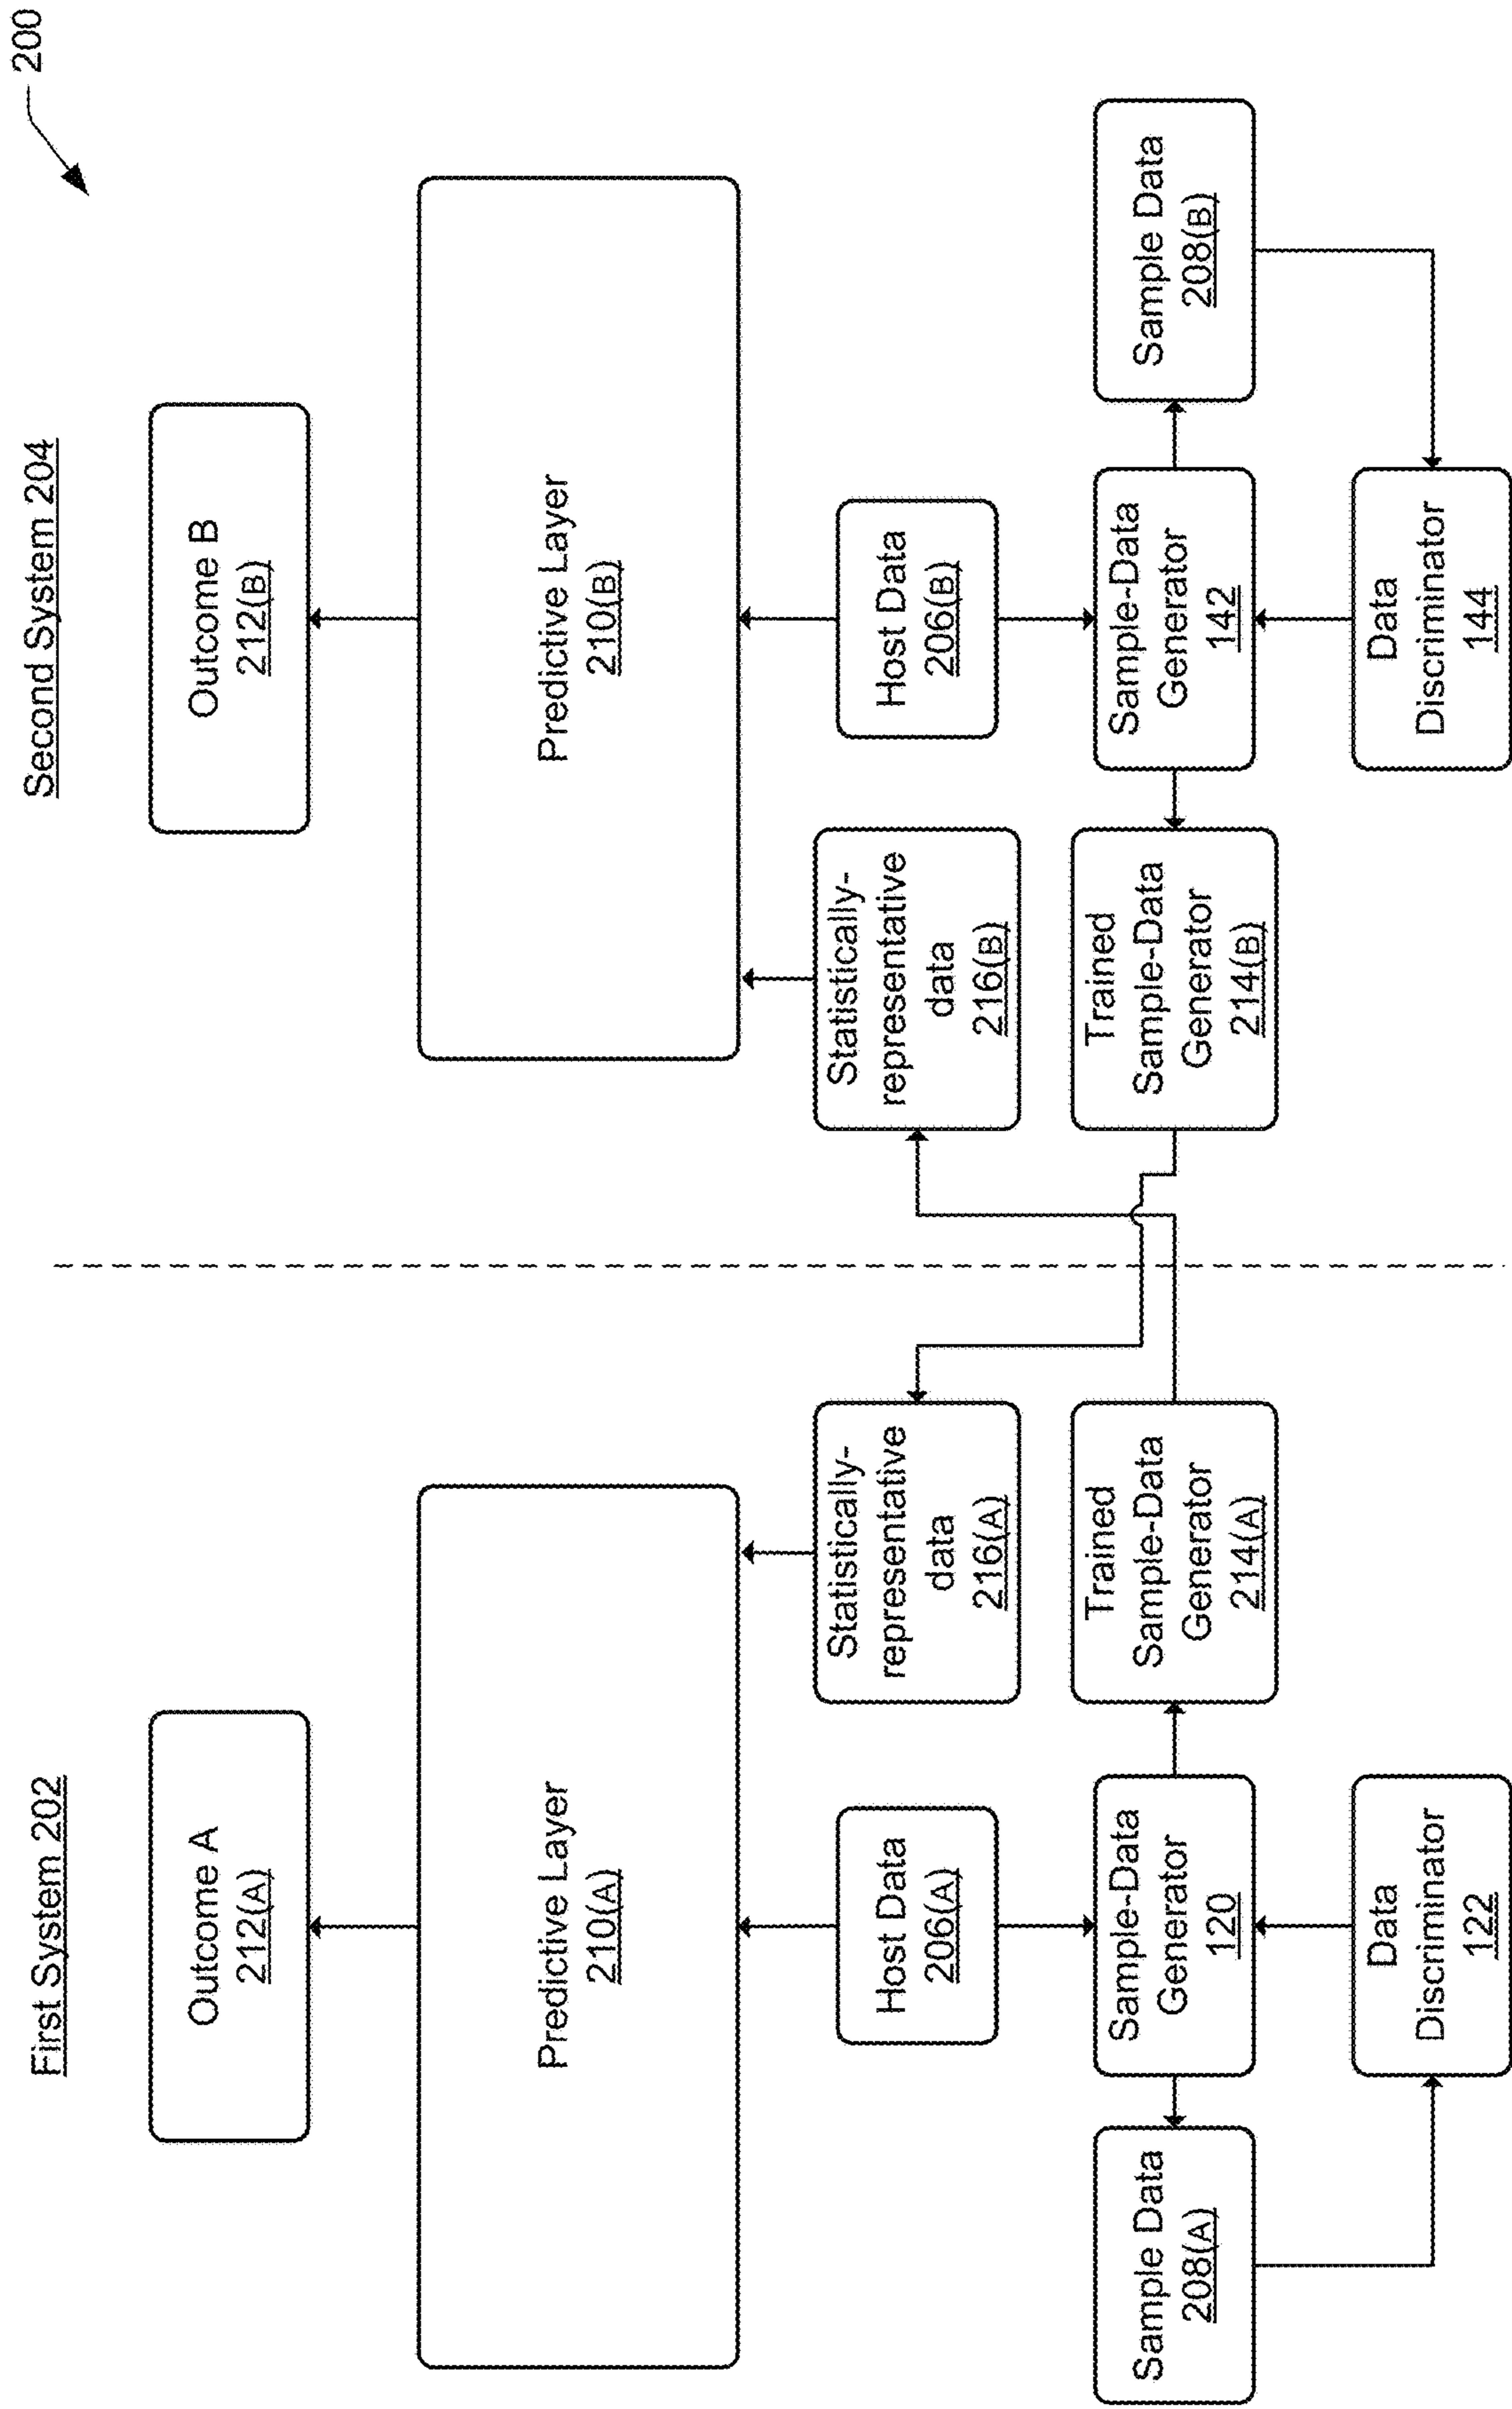 200
First System 202
Second System 204
Outcome A
212(A)
Outcome B
212(B)
Predictive Layer
210(A)
Predictive Layer
210(B)
Host Data
206(A)
Statistically-
representative
data
216(A)
Statistically-
representative
data
216(B)
Host Data
206(B)
Sample Data
208(A)
Sample-Data
Generator
120
Trained
Sample-Data
Generator
214(A)
Trained
Sample-Data
Generator
214(B)
Sample-Data
Generator
142
Sample Data
208(B)
Data
Discriminator
122
Data
Discriminator
144